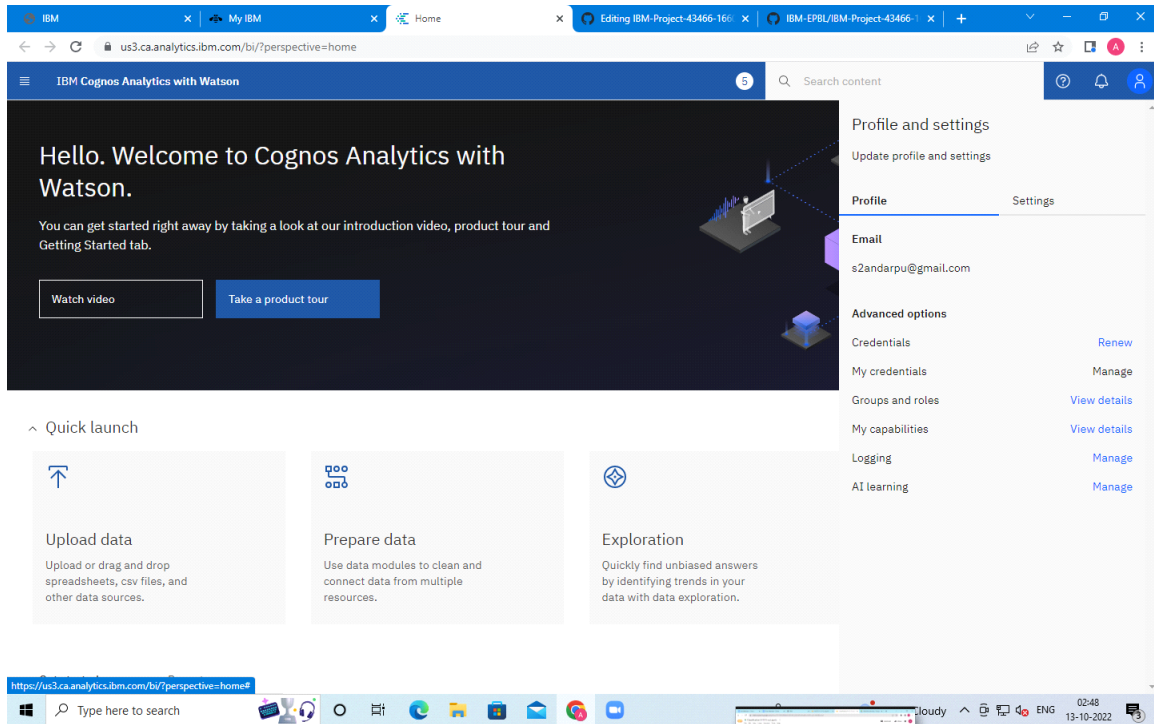 IBM
My IBM
Home
Editing IBM-Project-43466-166
IBM-EPBL/IBM-Project-43466-1
us3.ca.analytics.ibm.com/bi/?perspective=home
A
IBM Cognos Analytics with Watson
5
Search content
Hello. Welcome to Cognos Analytics with
Watson.
You can get started right away by taking a look at our introduction video, product tour and
Getting Started tab.
Watch video
Take a product tour
Profile and settings
Update profile and settings
Profile
Settings
Email
s2andarpu@gmail.com
Advanced options
Credentials
Renew
My credentials
Manage
Groups and roles
View details
My capabilities
View details
Logging
Manage
AI learning
Manage
Quick launch
Upload data
Upload or drag and drop
spreadsheets, csv files, and
other data sources.
Prepare data
Use data modules to clean and
connect data from multiple
resources.
Exploration
Quickly find unbiased answers
by identifying trends in your
data with data exploration.
https://us3.ca.analytics.ibm.com/bi/?perspective=home#
Type here to search
Cloudy
ENG
02:48
13-10-2022
3